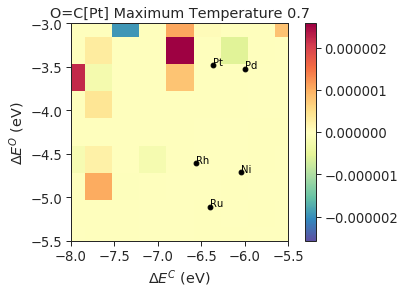 O=C[Pt] Maximum Temperature 0.7
−3.0
−3.5
−4.0
−4.5
−5.0
−5.5
ΔE^O (eV)
Pt
Pd
Rh
Ni
Ru
−8.0 −7.5 −7.0 −6.5 −6.0 −5.5
ΔE^C (eV)
0.000002
0.000001
0.000000
−0.000001
−0.000002